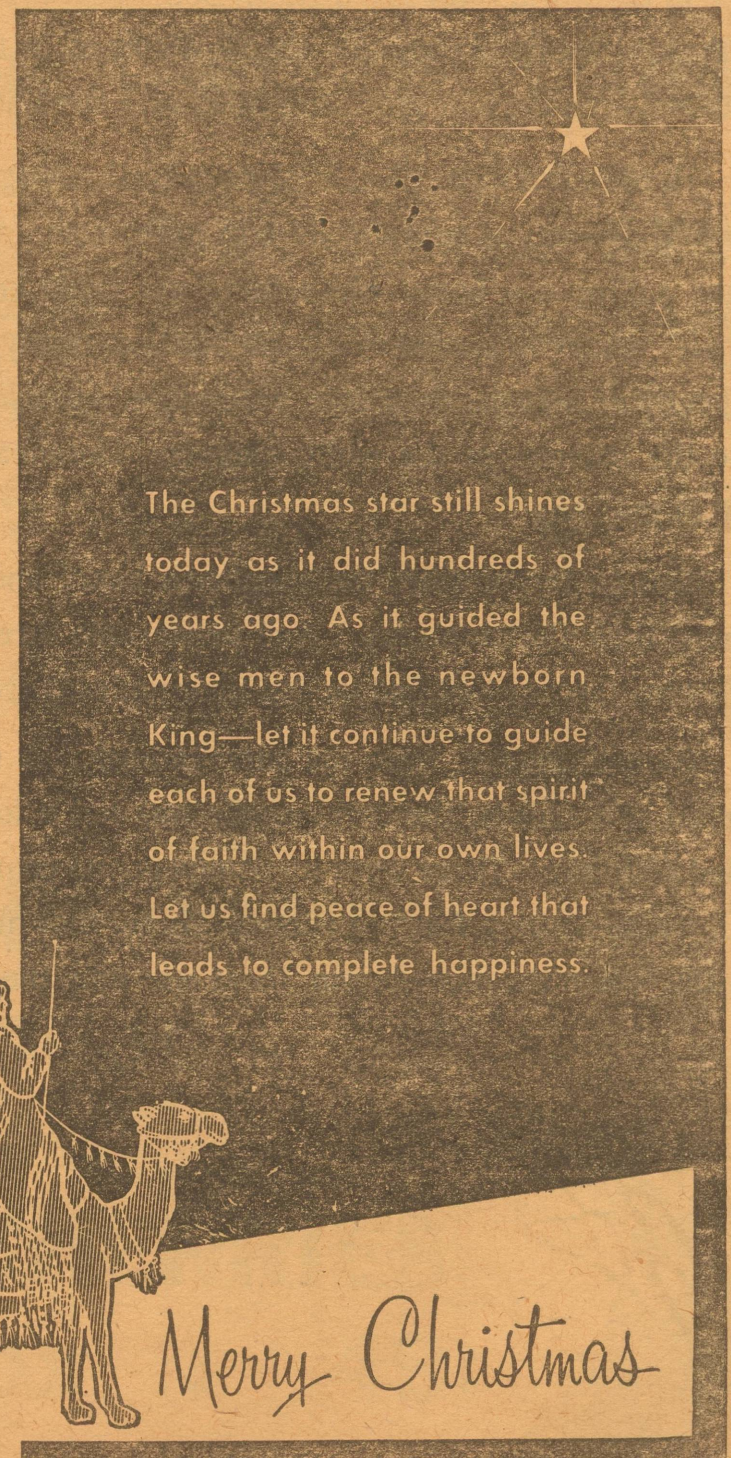 The Christmas star still shines
today as it did hundreds of
years ago. As it guided the
wise men to the newborn
King—let it continue to guide
each of us to renew that spirit
of faith within our own lives.
Let us find peace of heart that
leads to complete happiness.
Merry Christmas